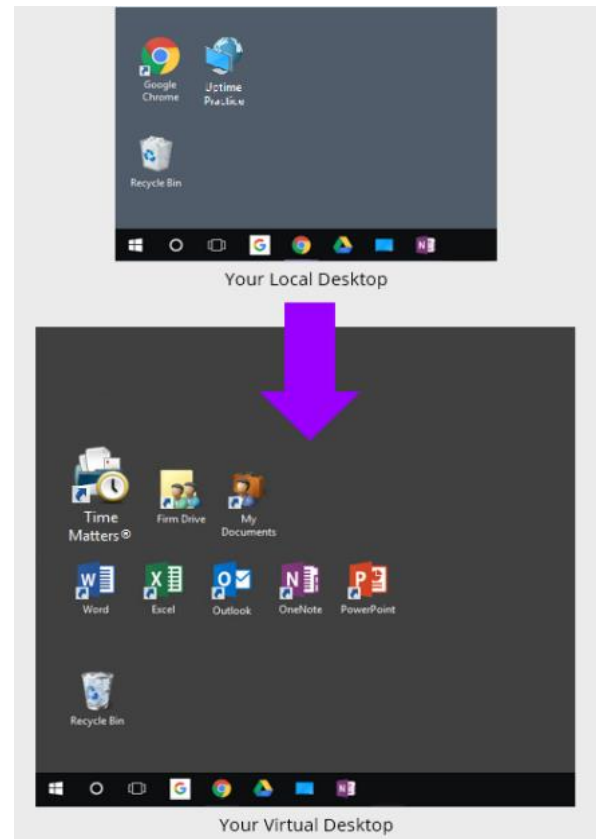 Google
Chrome
Uptime
Practice
Recycle Bin
Your Local Desktop
Time
Matters®
Firm Drive
My
Documents
Word
Excel
Outlook
OneNote
PowerPoint
Recycle Bin
Your Virtual Desktop